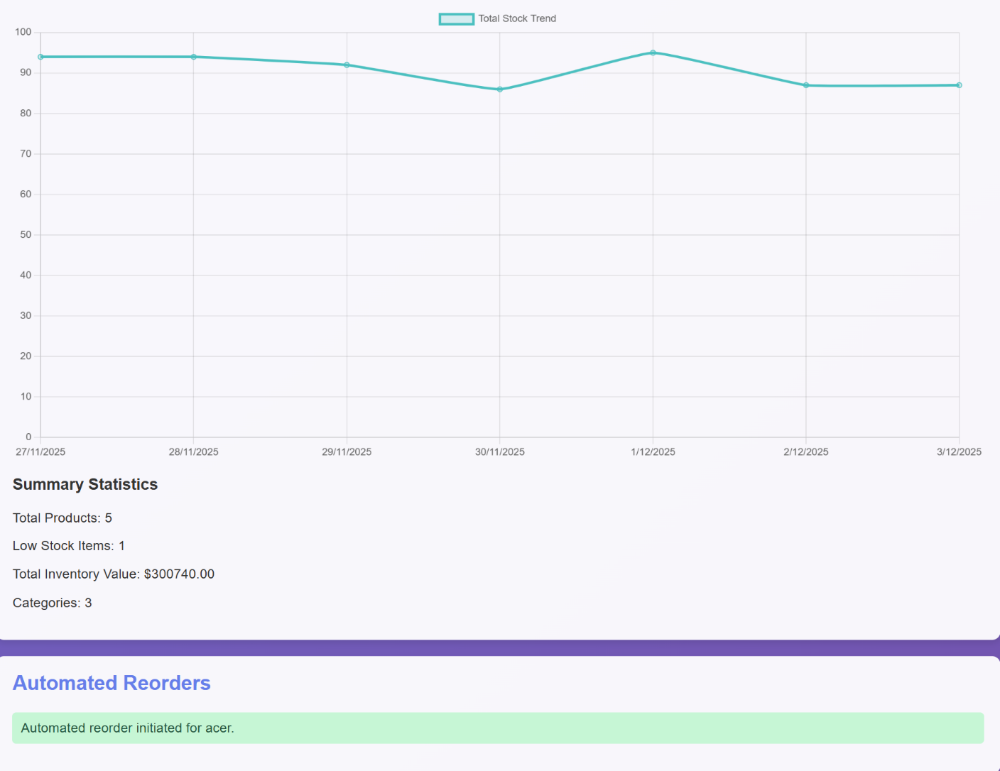 Total Stock Trend
100
90
80
70
60
50
40
30
20
10
0
27/11/2025 28/11/2025 29/11/2025 30/11/2025 1/12/2025 2/12/2025 3/12/2025
Summary Statistics
Total Products: 5
Low Stock Items: 1
Total Inventory Value: $300740.00
Categories: 3
Automated Reorders
Automated reorder initiated for acer.